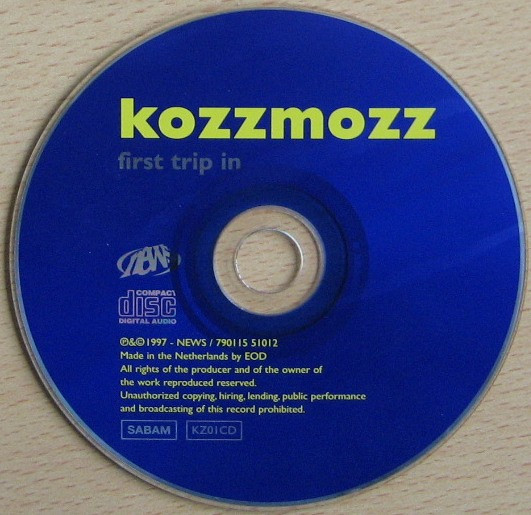 kozzmozz
first trip in
NEWS
COMPACT
disc
DIGITAL AUDIO
℗&©1997 - NEWS / 790115 51012
Made in the Netherlands by EOD
All rights of the producer and of the owner of
the work reproduced reserved.
Unauthorized copying, hiring, lending, public performance
and broadcasting of this record prohibited.
SABAM KZ01CD